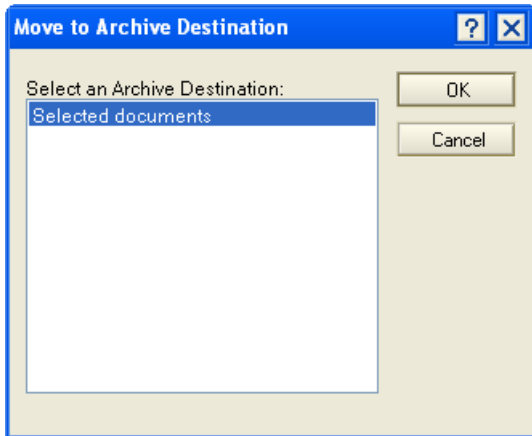 Move to Archive Destination
?
X
Select an Archive Destination:
OK
Selected documents
Cancel